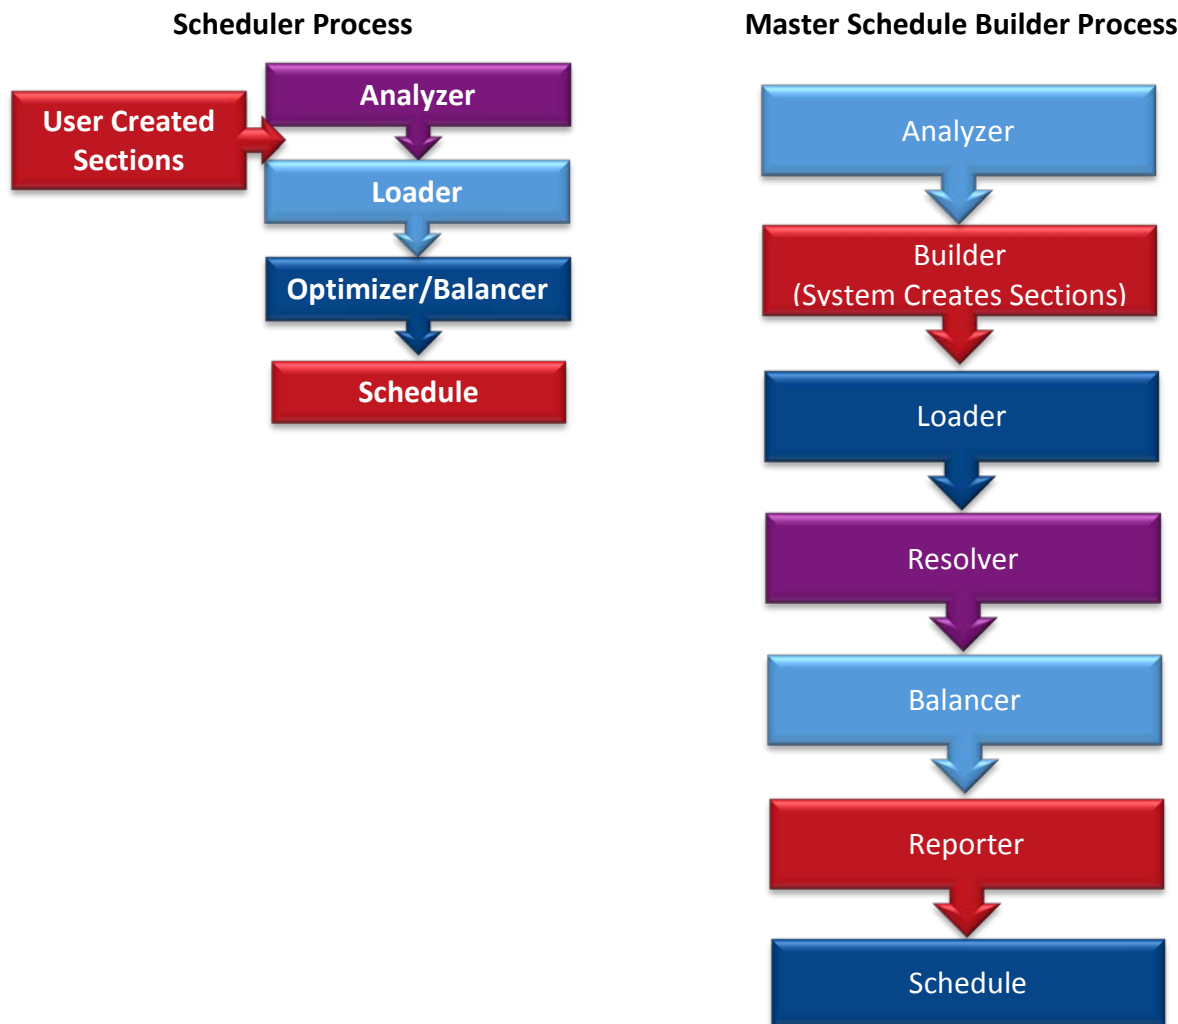 Scheduler Process
User Created
Sections
Analyzer
Loader
Optimizer/Balancer
Schedule
Master Schedule Builder Process
Analyzer
Builder
(System Creates Sections)
Loader
Resolver
Balancer
Reporter
Schedule